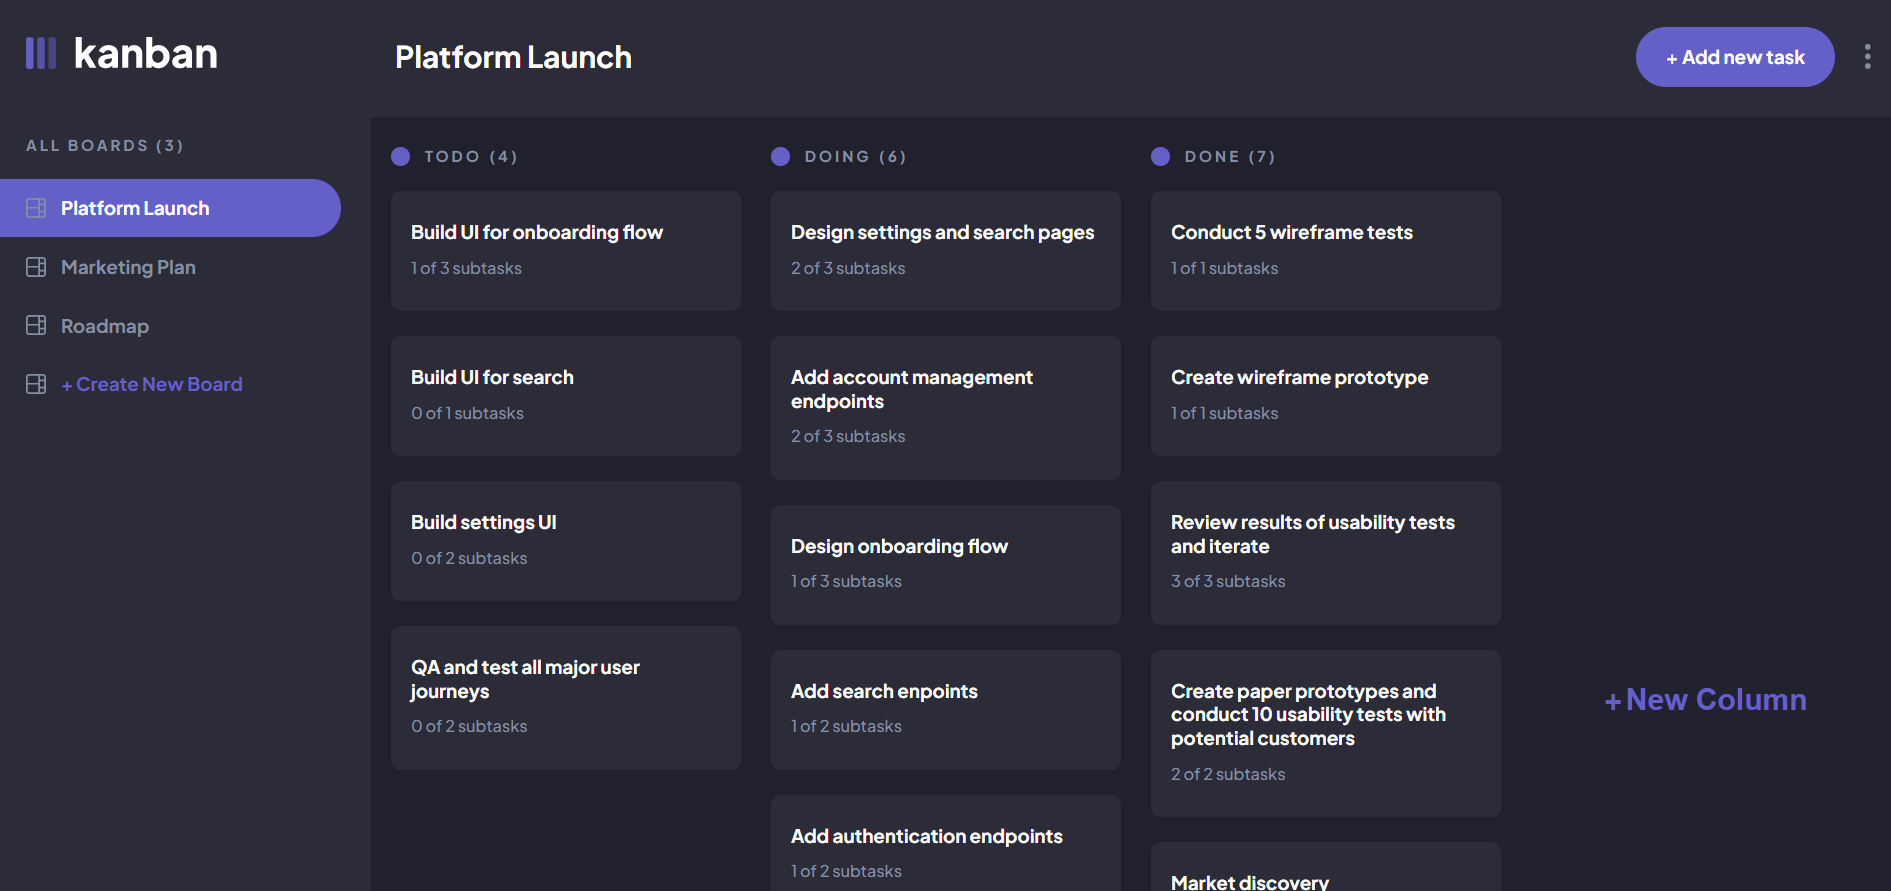 kanban
Platform Launch
+ Add new task
ALL BOARDS (3)
Platform Launch
Marketing Plan
Roadmap
+ Create New Board
TODO (4)
Build UI for onboarding flow
1 of 3 subtasks
Build UI for search
0 of 1 subtasks
Build settings UI
0 of 2 subtasks
QA and test all major user
journeys
0 of 2 subtasks
DOING (6)
Design settings and search pages
2 of 3 subtasks
Add account management
endpoints
2 of 3 subtasks
Design onboarding flow
1 of 3 subtasks
Add search enpoints
1 of 2 subtasks
Add authentication endpoints
1 of 2 subtasks
DONE (7)
Conduct 5 wireframe tests
1 of 1 subtasks
Create wireframe prototype
1 of 1 subtasks
Review results of usability tests
and iterate
3 of 3 subtasks
Create paper prototypes and
conduct 10 usability tests with
potential customers
2 of 2 subtasks
Market discovery
+ New Column